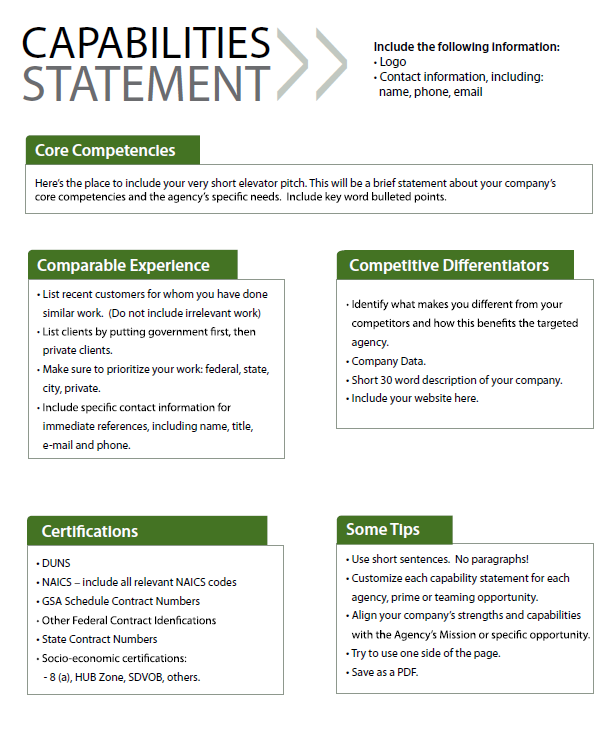 CAPABILITIES
STATEMENT
Include the following information:
• Logo
• Contact information, including:
name, phone, email
Core Competencies
Here's the place to include your very short elevator pitch. This will be a brief statement about your company's
core competencies and the agency's specific needs.  Include key word bulleted points.
Comparable Experience
• List recent customers for whom you have done
similar work.  (Do not include irrelevant work)
• List clients by putting government first, then
private clients.
• Make sure to prioritize your work: federal, state,
city, private.
• Include specific contact information for
immediate references, including name, title,
e-mail and phone.
Competitive Differentiators
• Identify what makes you different from your
competitors and how this benefits the targeted
agency.
• Company Data.
• Short 30 word description of your company.
• Include your website here.
Certifications
• DUNS
• NAICS – include all relevant NAICS codes
• GSA Schedule Contract Numbers
• Other Federal Contract Idenfications
• State Contract Numbers
• Socio-economic certifications:
- 8 (a), HUB Zone, SDVOB, others.
Some Tips
• Use short sentences.  No paragraphs!
• Customize each capability statement for each
agency, prime or teaming opportunity.
• Align your company's strengths and capabilities
with the Agency's Mission or specific opportunity.
• Try to use one side of the page.
• Save as a PDF.